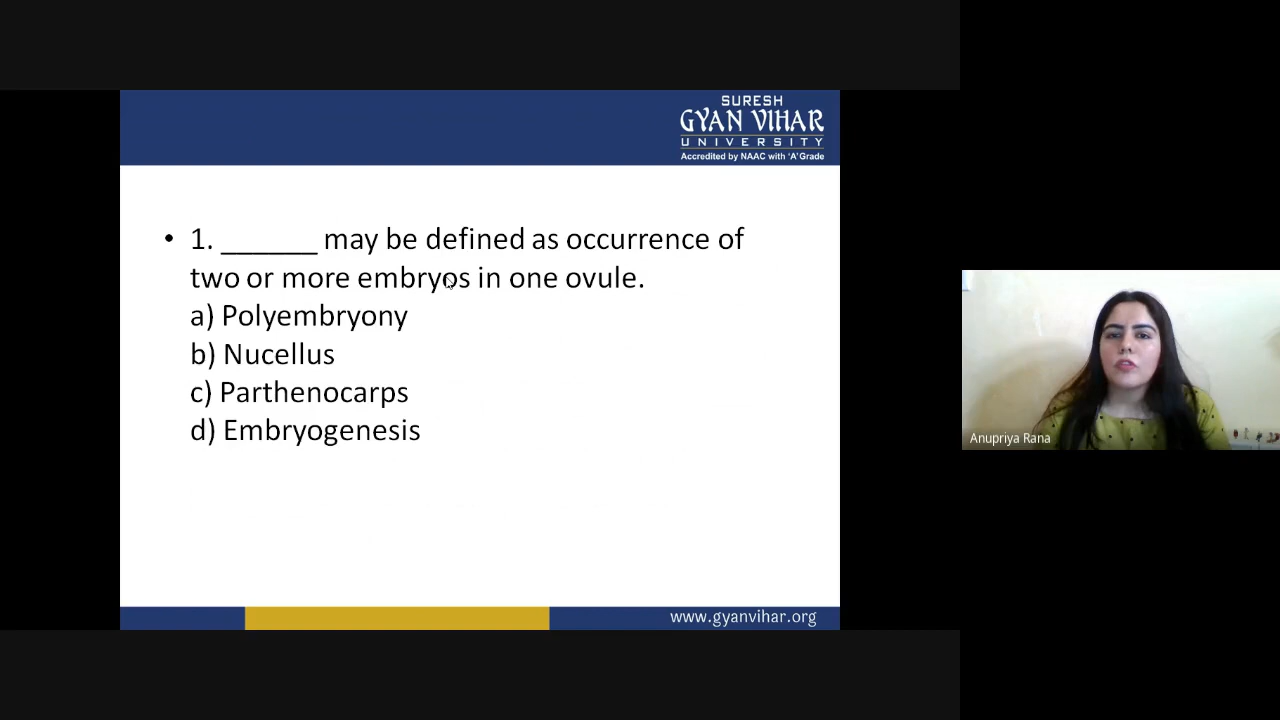 SURESH
GYAN VIHAR
UNIVERSITY
Accredited by NAAC with 'A' Grade
• 1. ______ may be defined as occurrence of
two or more embryos in one ovule.
a) Polyembryony
b) Nucellus
c) Parthenocarps
d) Embryogenesis
Anupriya Rana
www.gyanvihar.org